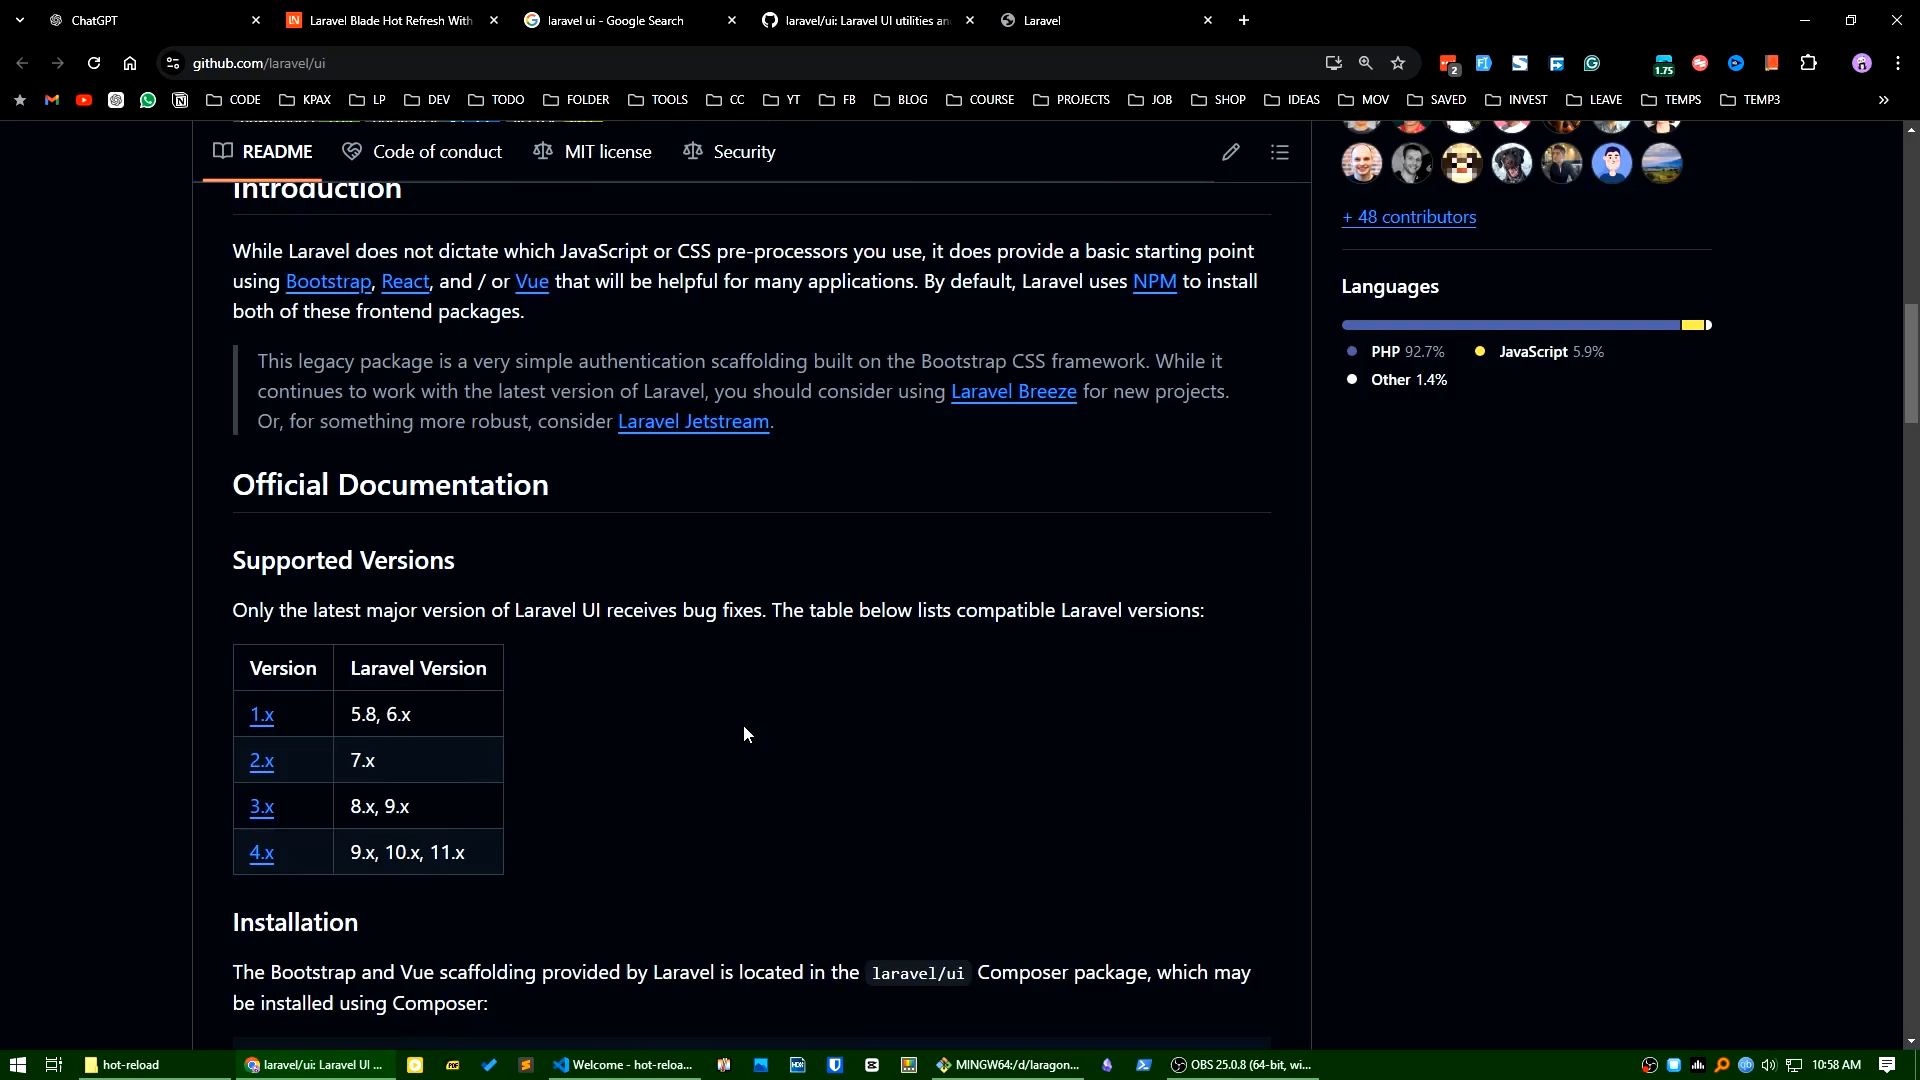 ChatGPT
Laravel Blade Hot Refresh With
laravel ui - Google Search
laravel/ui: Laravel UI utilities an
Laravel
github.com/laravel/ui
2
1.75
CODE
KPAX
LP
DEV
TODO
FOLDER
TOOLS
CC
YT
FB
BLOG
COURSE
PROJECTS
JOB
SHOP
IDEAS
MOV
SAVED
INVEST
LEAVE
TEMPS
TEMP3
README
Code of conduct
MIT license
Security
Introduction
While Laravel does not dictate which JavaScript or CSS pre-processors you use, it does provide a basic starting point
using Bootstrap, React, and / or Vue that will be helpful for many applications. By default, Laravel uses NPM to install
both of these frontend packages.
This legacy package is a very simple authentication scaffolding built on the Bootstrap CSS framework. While it
continues to work with the latest version of Laravel, you should consider using Laravel Breeze for new projects.
Or, for something more robust, consider Laravel Jetstream.
Official Documentation
Supported Versions
Only the latest major version of Laravel UI receives bug fixes. The table below lists compatible Laravel versions:
Version Laravel Version
1.x 5.8, 6.x
2.x 7.x
3.x 8.x, 9.x
4.x 9.x, 10.x, 11.x
Installation
The Bootstrap and Vue scaffolding provided by Laravel is located in the laravel/ui Composer package, which may
be installed using Composer:
+ 48 contributors
Languages
PHP 92.7% JavaScript 5.9%
Other 1.4%
hot-reload
laravel/ui: Laravel UI ...
Welcome - hot-reloa...
MINGW64:/d/laragon...
OBS 25.0.8 (64-bit, wi...
10:58 AM